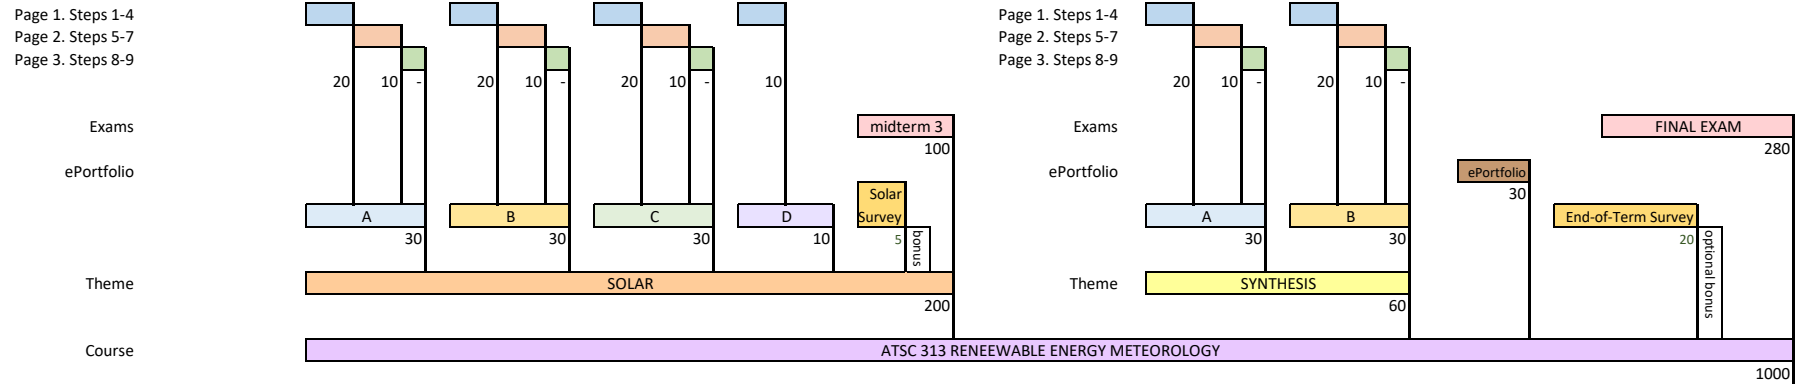 Page 1. Steps 1-4 Page 1. Steps 1-4
Page 2. Steps 5-7 Page 2. Steps 5-7
Page 3. Steps 8-9 Page 3. Steps 8-9
20 10 - 20 10 - 20 10 - 10 20 10 - 20 10 -
Exams midterm 3 Exams FINAL EXAM
100 280
ePortfolio ePortfolio ePortfolio
Solar 30
A B C D Survey A B End-of-Term Survey
30 30 30 10 5 bonus 30 30 20 optional bonus
Theme SOLAR Theme SYNTHESIS
200 60
Course ATSC 313 RENEEWABLE ENERGY METEOROLOGY
1000